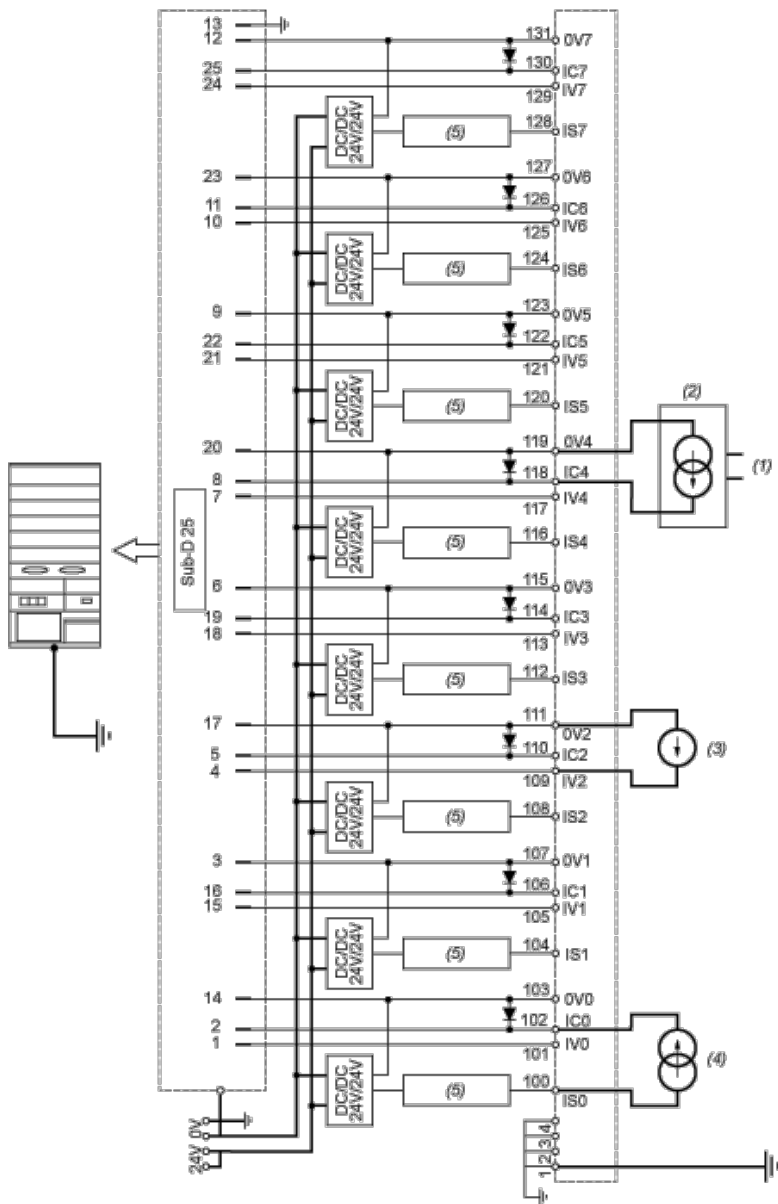 13
12
131
0V7
25
130
IC7
24
IV7
129
DC/DC
24V/24V
(5)
128
IS7
23
127
0V6
11
126
IC6
10
IV6
125
DC/DC
24V/24V
(5)
124
IS6
9
123
0V5
22
122
IC5
21
IV5
121
DC/DC
24V/24V
(5)
120
IS5
(2)
20
119
0V4
(1)
8
118
IC4
7
IV4
117
Sub-D 25
DC/DC
24V/24V
(5)
116
IS4
6
115
0V3
19
114
IC3
18
IV3
113
DC/DC
24V/24V
(5)
112
IS3
17
111
0V2
(3)
5
110
IC2
4
IV2
109
DC/DC
24V/24V
(5)
108
IS2
3
107
0V1
16
106
IC1
15
IV1
105
DC/DC
24V/24V
(5)
104
IS1
14
103
0V0
2
102
IC0
1
IV0
101
(4)
DC/DC
24V/24V
(5)
100
IS0
0V
24V
4
3
2
1